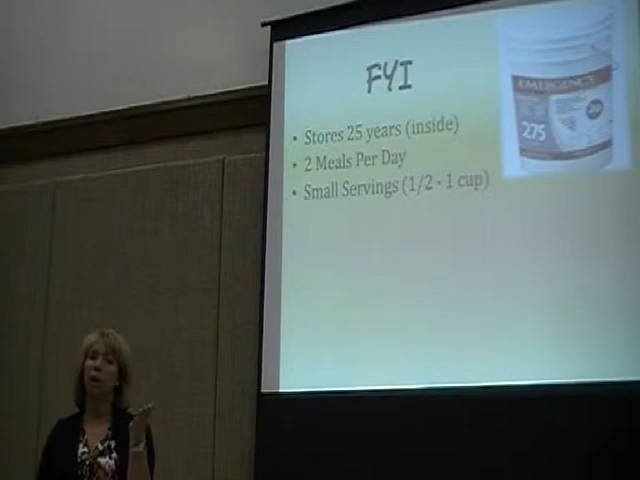 FYI
• Stores 25 years (inside)
• 2 Meals Per Day
• Small Servings (1/2 - 1 cup)
EMERGENCY
275